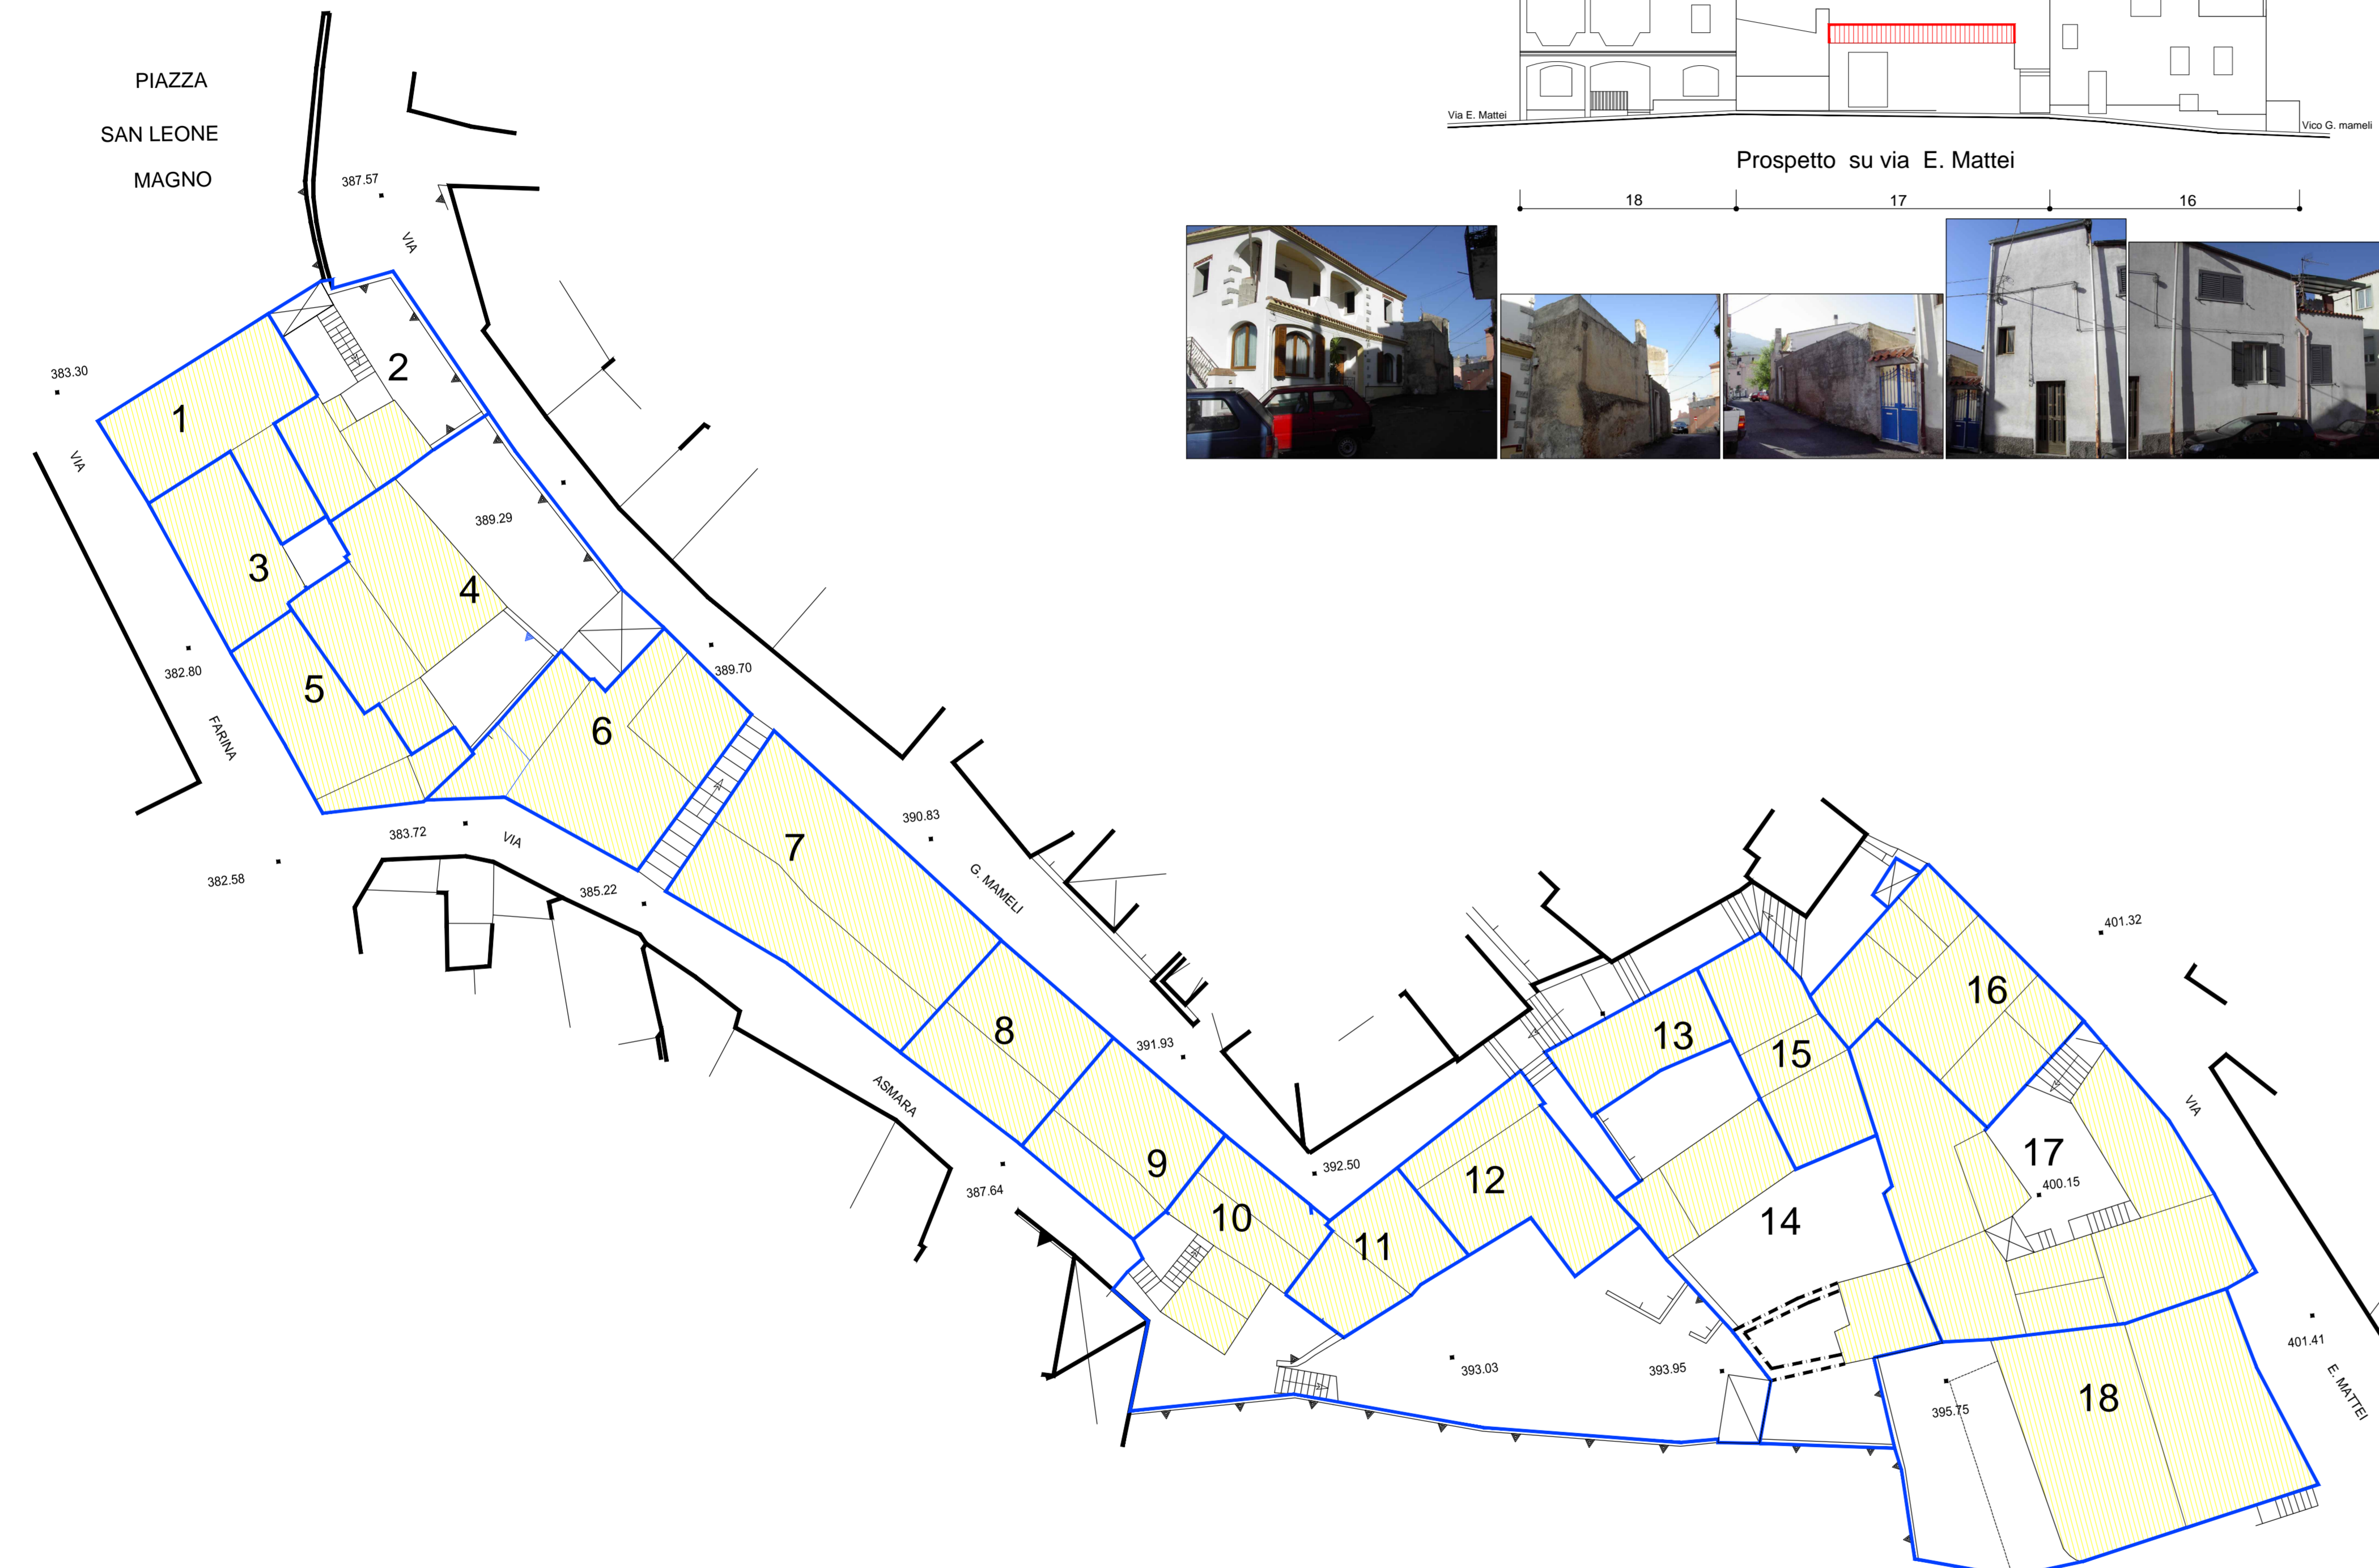 Via E. Mattei
Vico G. mameli
Prospetto su via E. Mattei
18
17
16
PIAZZA
SAN LEONE
MAGNO
387.57
VIA
383.30
VIA
1
2
389.29
3
4
382.80
5
FARINA
6
389.70
383.72
VIA
382.58
385.22
7
390.83
G. MAMELI
8
391.93
ASMARA
9
387.64
10
392.50
11
12
13
15
14
16
401.32
VIA
17
400.15
393.03
393.95
395.75
18
401.41
E. MATTEI